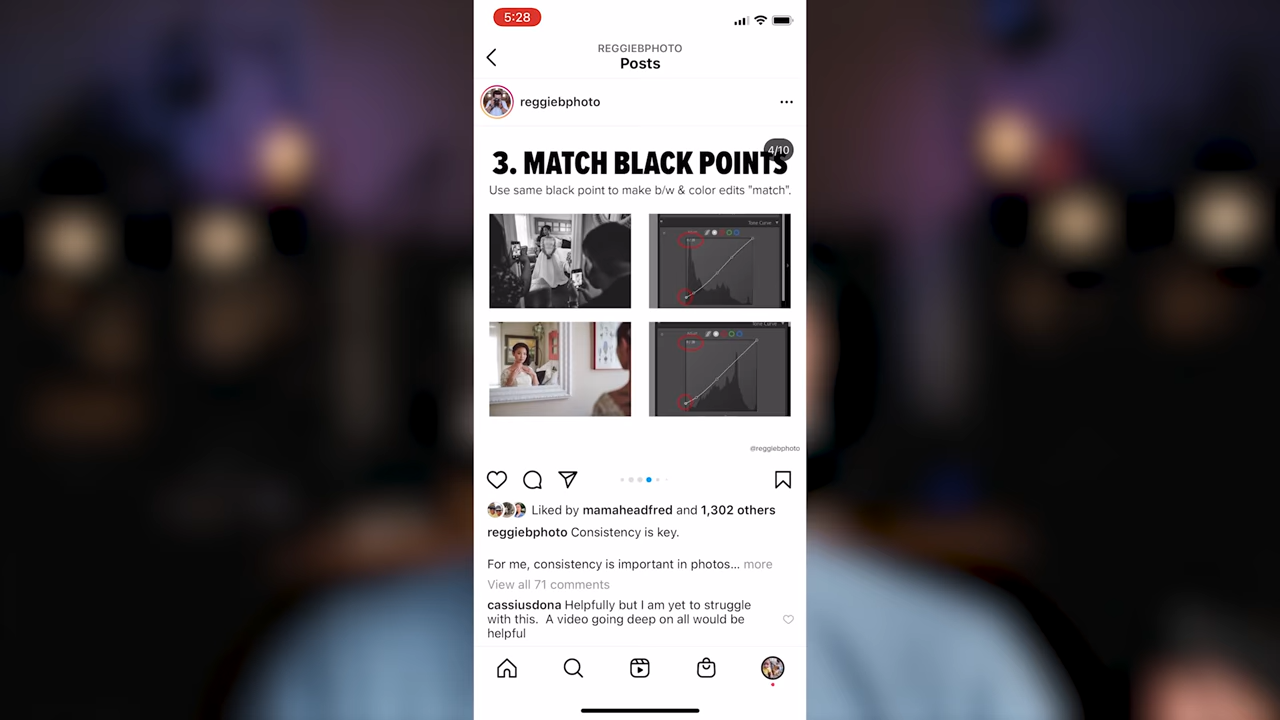 5:28
REGGIEBPHOTO
Posts
reggiebphoto
4/10
3. MATCH BLACK POINTS
Use same black point to make b/w & color edits "match".
Tone Curve
Tone Curve
@reggiebphoto
Liked by mamaheadfred and 1,302 others
reggiebphoto Consistency is key.
For me, consistency is important in photos... more
View all 71 comments
cassiusdona Helpfully but I am yet to struggle
with this. A video going deep on all would be
helpful